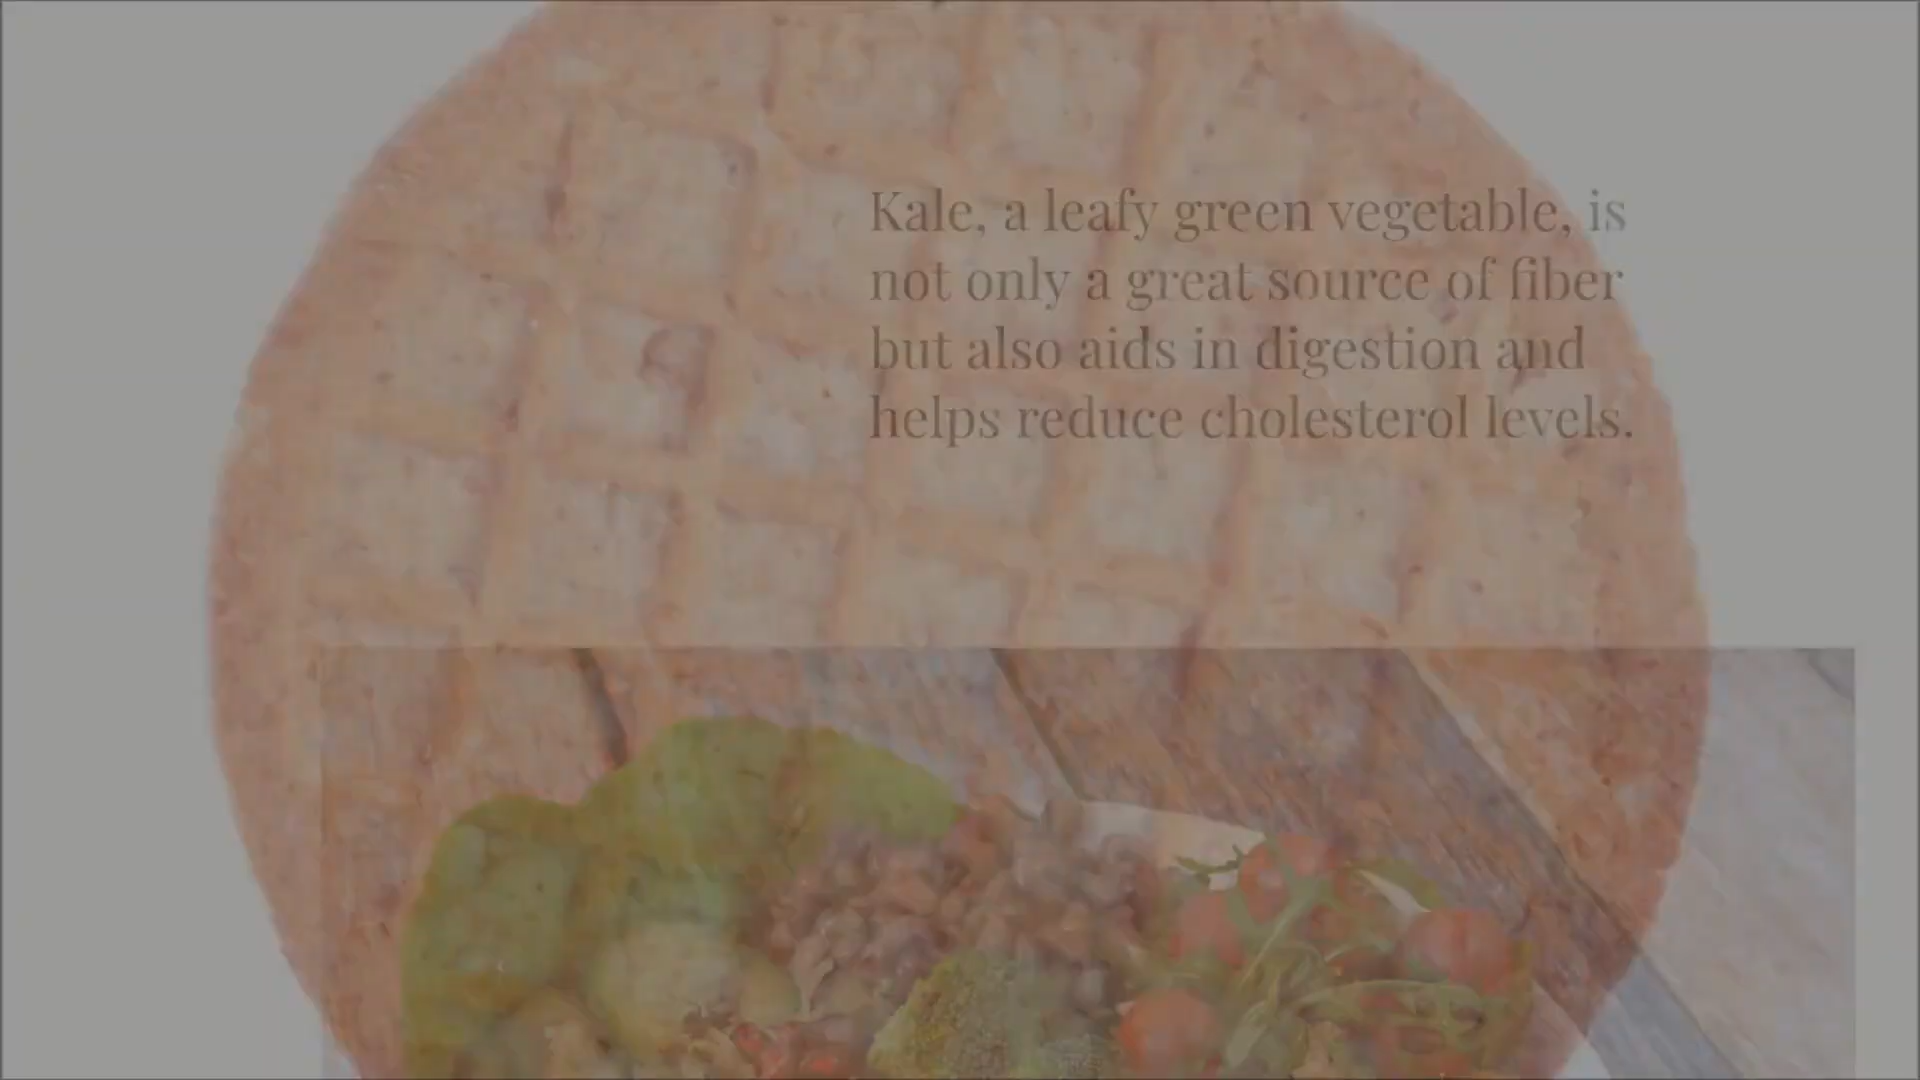 Kale, a leafy green vegetable, is
not only a great source of fiber
but also aids in digestion and
helps reduce cholesterol levels.